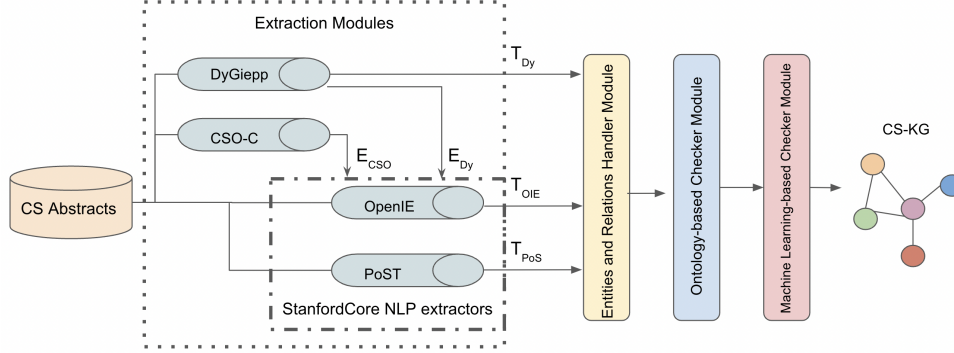 Extraction Modules
DyGiepp
T_Dy
CSO-C
E_CSO
E_Dy
CS Abstracts
OpenIE
T_OIE
PoST
T_PoS
StanfordCore NLP extractors
Entities and Relations Handler Module
Ontology-based Checker Module
Machine Learning-based Checker Module
CS-KG